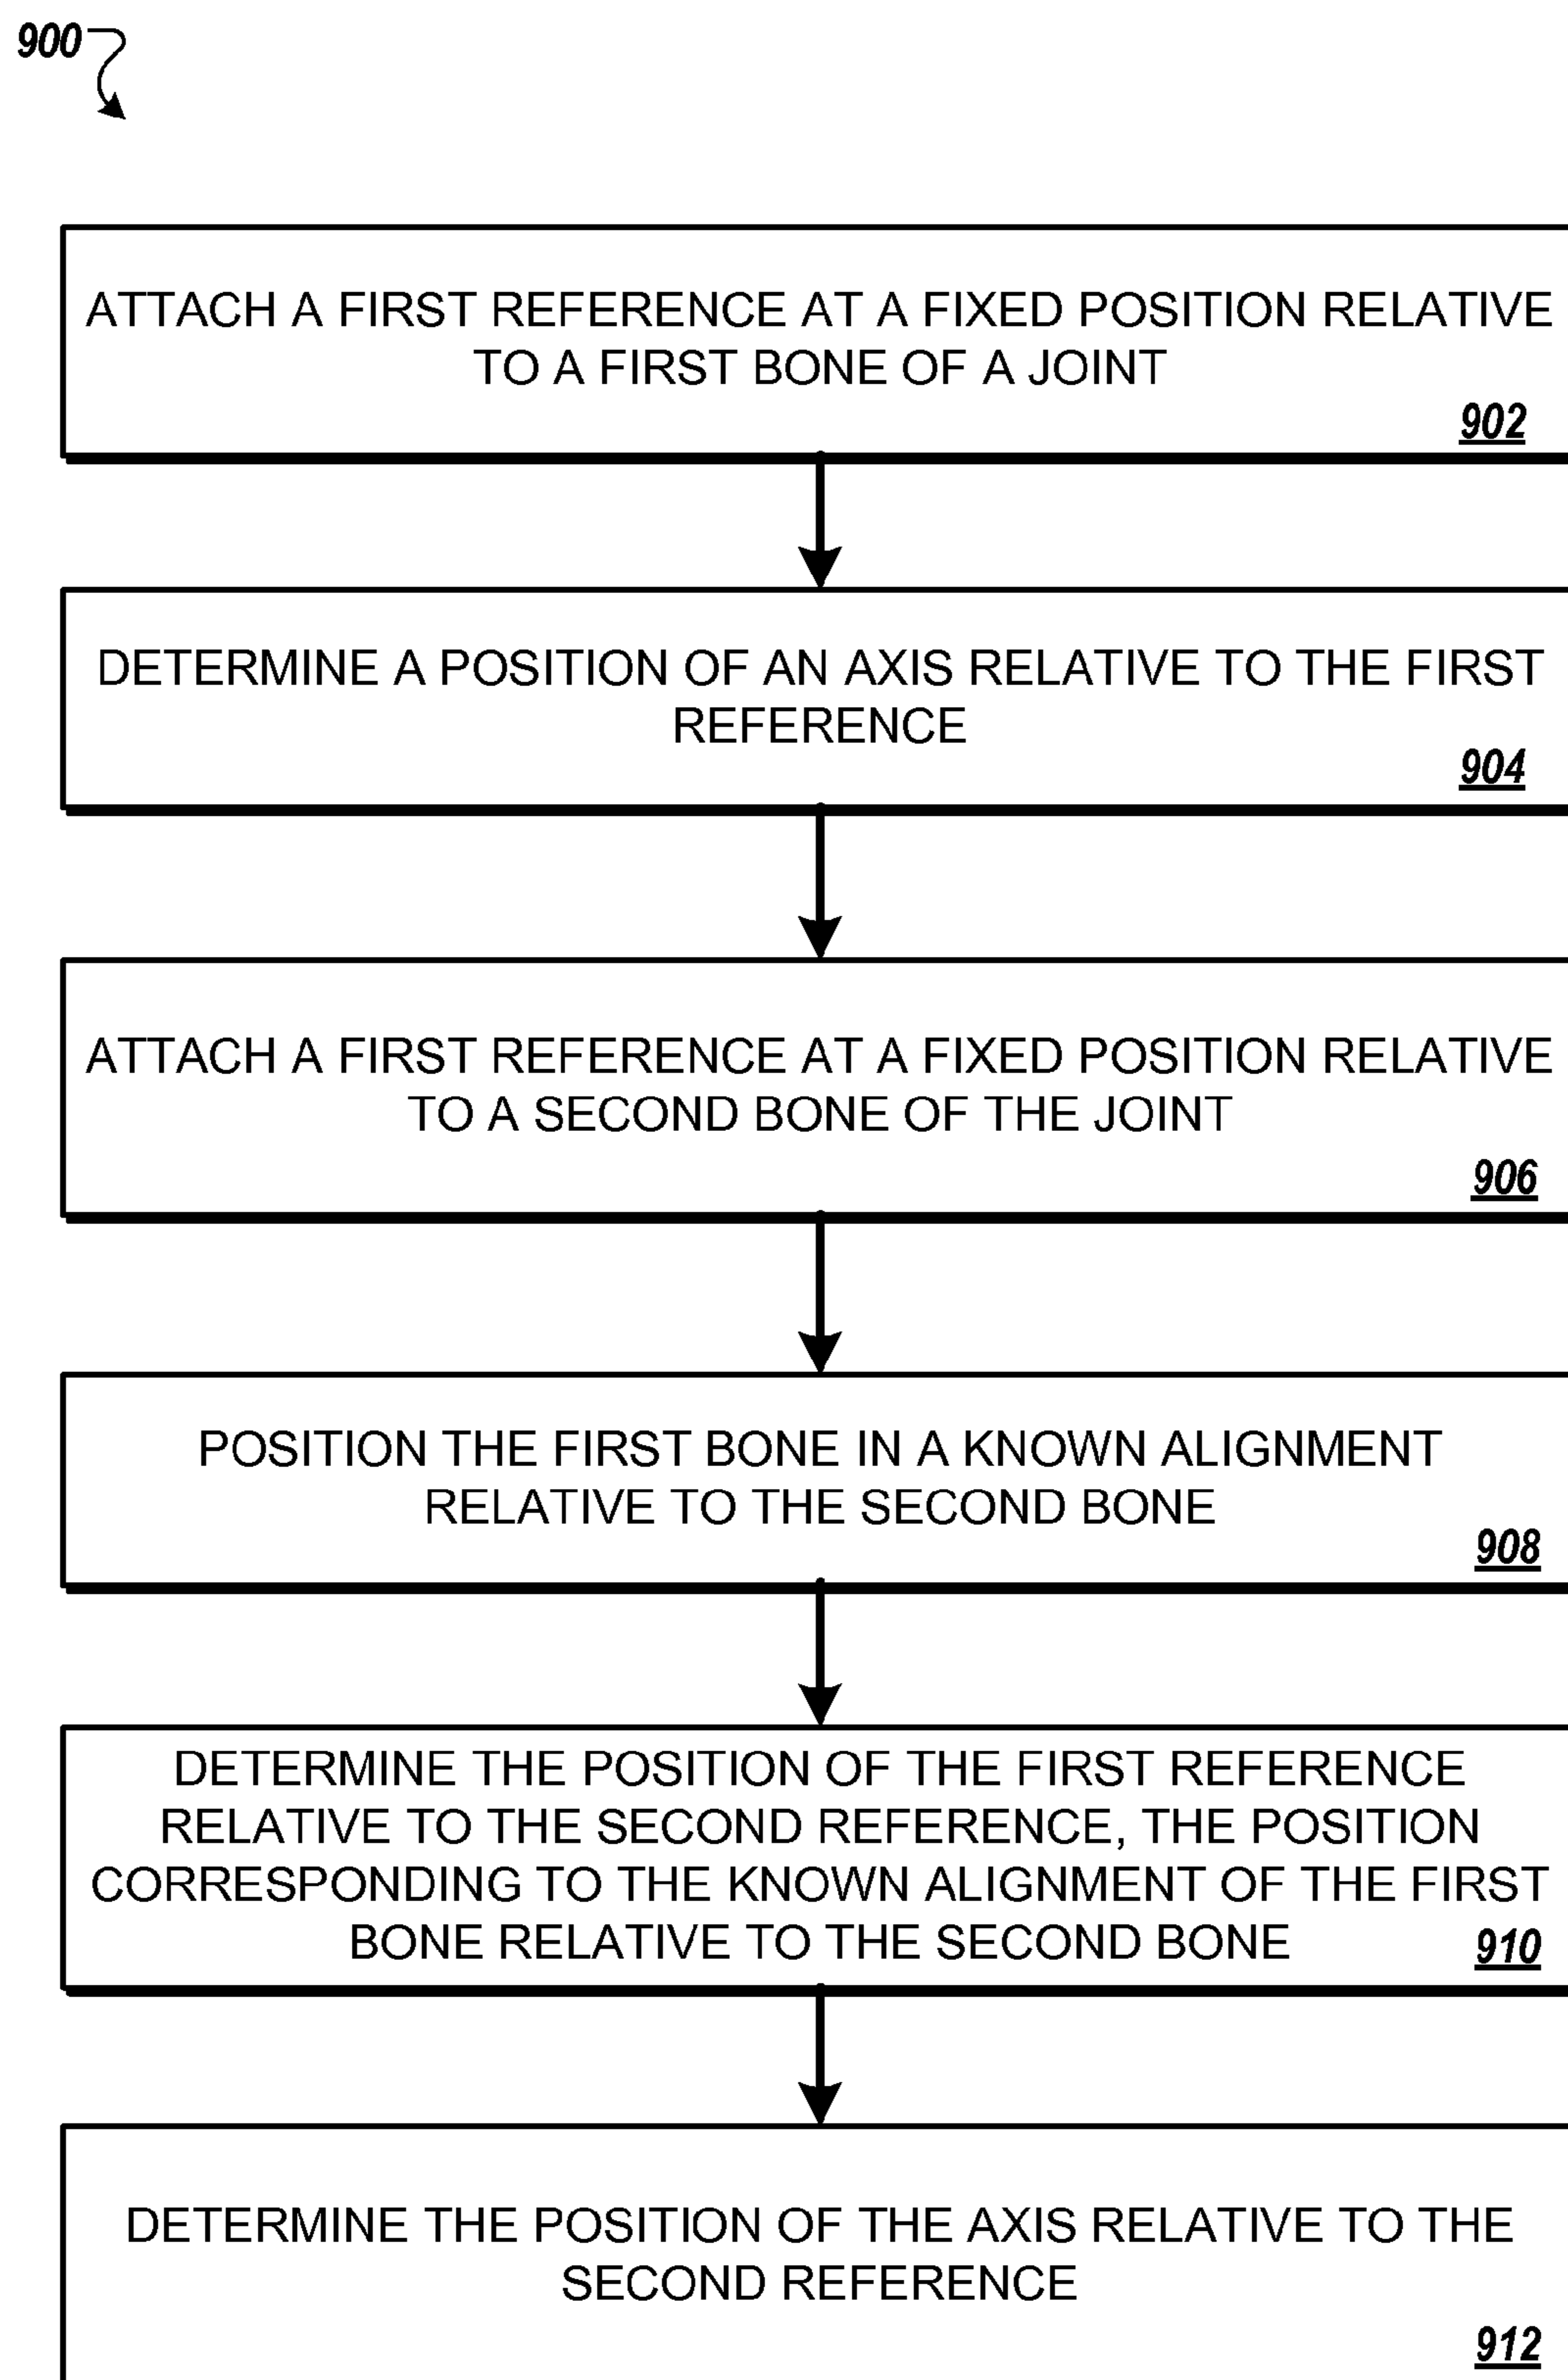 900
ATTACH A FIRST REFERENCE AT A FIXED POSITION RELATIVE
TO A FIRST BONE OF A JOINT
902
DETERMINE A POSITION OF AN AXIS RELATIVE TO THE FIRST
REFERENCE
904
ATTACH A FIRST REFERENCE AT A FIXED POSITION RELATIVE
TO A SECOND BONE OF THE JOINT
906
POSITION THE FIRST BONE IN A KNOWN ALIGNMENT
RELATIVE TO THE SECOND BONE
908
DETERMINE THE POSITION OF THE FIRST REFERENCE
RELATIVE TO THE SECOND REFERENCE, THE POSITION
CORRESPONDING TO THE KNOWN ALIGNMENT OF THE FIRST
BONE RELATIVE TO THE SECOND BONE
910
DETERMINE THE POSITION OF THE AXIS RELATIVE TO THE
SECOND REFERENCE
912